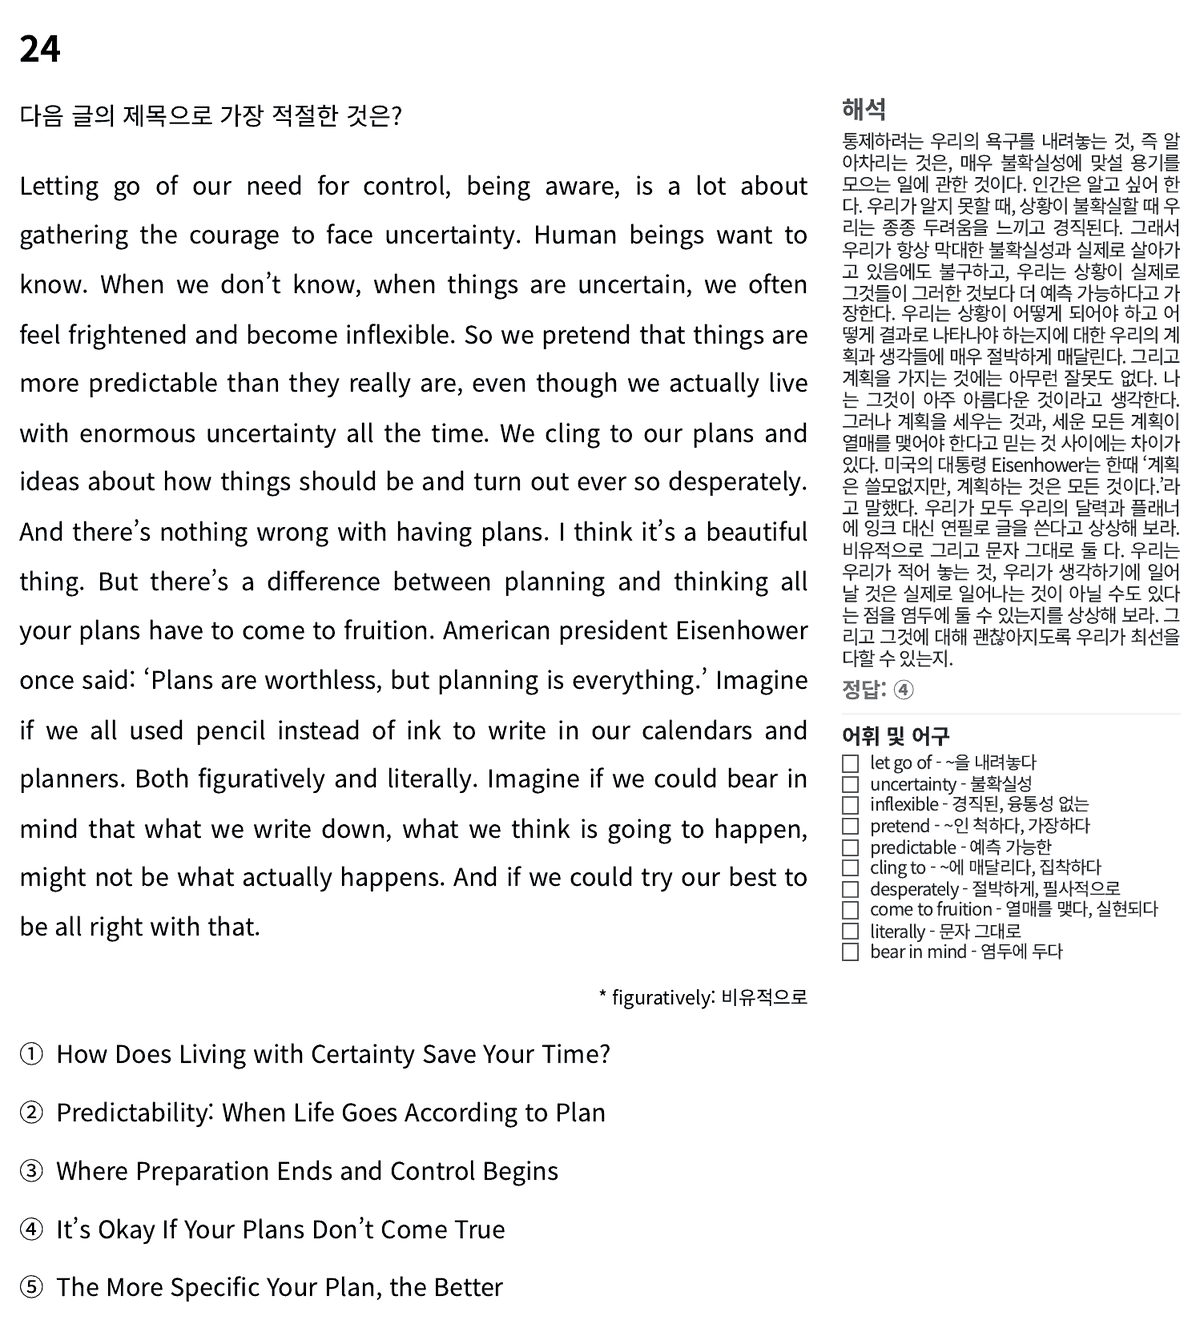 24
다음 글의 제목으로 가장 적절한 것은?
Letting go of our need for control, being aware, is a lot about
gathering the courage to face uncertainty. Human beings want to
know. When we don’t know, when things are uncertain, we often
feel frightened and become inflexible. So we pretend that things are
more predictable than they really are, even though we actually live
with enormous uncertainty all the time. We cling to our plans and
ideas about how things should be and turn out ever so desperately.
And there’s nothing wrong with having plans. I think it’s a beautiful
thing. But there’s a difference between planning and thinking all
your plans have to come to fruition. American president Eisenhower
once said: ‘Plans are worthless, but planning is everything.’ Imagine
if we all used pencil instead of ink to write in our calendars and
planners. Both figuratively and literally. Imagine if we could bear in
mind that what we write down, what we think is going to happen,
might not be what actually happens. And if we could try our best to
be all right with that.
* figuratively: 비유적으로
① How Does Living with Certainty Save Your Time?
② Predictability: When Life Goes According to Plan
③ Where Preparation Ends and Control Begins
④ It’s Okay If Your Plans Don’t Come True
⑤ The More Specific Your Plan, the Better
해석
통제하려는 우리의 욕구를 내려놓는 것, 즉 알
아차리는 것은, 매우 불확실성에 맞설 용기를
모으는 일에 관한 것이다. 인간은 알고 싶어 한
다. 우리가 알지 못할 때, 상황이 불확실할 때 우
리는 종종 두려움을 느끼고 경직된다. 그래서
우리가 항상 막대한 불확실성과 실제로 살아가
고 있음에도 불구하고, 우리는 상황이 실제로
그것들이 그러한 것보다 더 예측 가능하다고 가
장한다. 우리는 상황이 어떻게 되어야 하고 어
떻게 결과로 나타나야 하는지에 대한 우리의 계
획과 생각들에 매우 절박하게 매달린다. 그리고
계획을 가지는 것에는 아무런 잘못도 없다. 나
는 그것이 아주 아름다운 것이라고 생각한다.
그러나 계획을 세우는 것과, 세운 모든 계획이
열매를 맺어야 한다고 믿는 것 사이에는 차이가
있다. 미국의 대통령 Eisenhower는 한때 ‘계획
은 쓸모없지만, 계획하는 것은 모든 것이다.’라
고 말했다. 우리가 모두 우리의 달력과 플래너
에 잉크 대신 연필로 글을 쓴다고 상상해 보라.
비유적으로 그리고 문자 그대로 둘 다. 우리는
우리가 적어 놓는 것, 우리가 생각하기에 일어
날 것은 실제로 일어나는 것이 아닐 수도 있다
는 점을 염두에 둘 수 있는지를 상상해 보라. 그
리고 그것에 대해 괜찮아지도록 우리가 최선을
다할 수 있는지.
정답: ④
어휘 및 어구
□ let go of - ~을 내려놓다
□ uncertainty - 불확실성
□ inflexible - 경직된, 융통성 없는
□ pretend - ~인 척하다, 가장하다
□ predictable - 예측 가능한
□ cling to - ~에 매달리다, 집착하다
□ desperately - 절박하게, 필사적으로
□ come to fruition - 열매를 맺다, 실현되다
□ literally - 문자 그대로
□ bear in mind - 염두에 두다